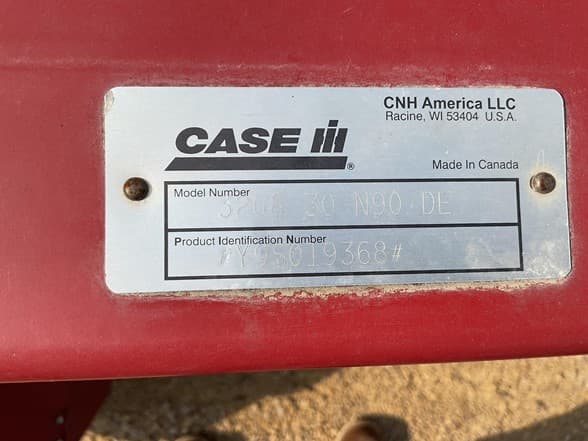 CNH America LLC
Racine, WI 53404 U.S.A.
CASE IH
®
Made In Canada
Model Number
30 N90 DE
Product Identification Number